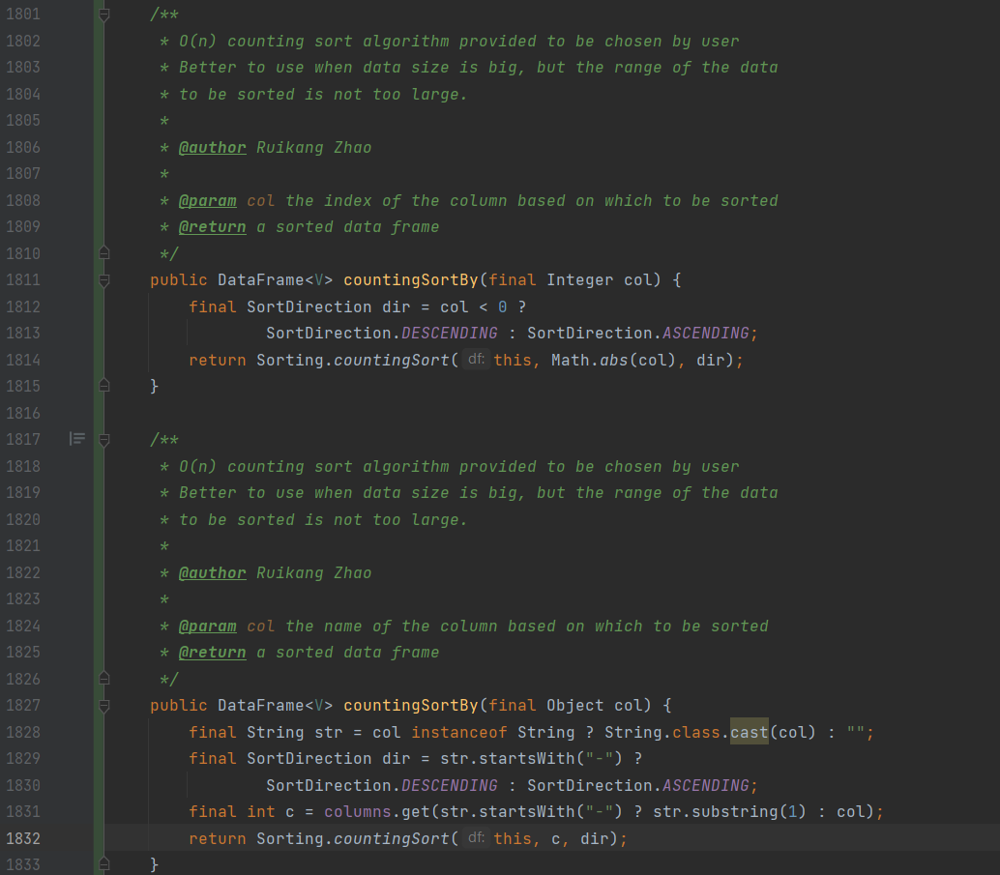 1801 /**
1802 * O(n) counting sort algorithm provided to be chosen by user
1803 * Better to use when data size is big, but the range of the data
1804 * to be sorted is not too large.
1805 *
1806 * @author Ruikang Zhao
1807 *
1808 * @param col the index of the column based on which to be sorted
1809 * @return a sorted data frame
1810 */
1811 public DataFrame<V> countingSortBy(final Integer col) {
1812 final SortDirection dir = col < 0 ?
1813 SortDirection.DESCENDING : SortDirection.ASCENDING;
1814 return Sorting.countingSort( df: this, Math.abs(col), dir);
1815 }
1816
1817 /**
1818 * O(n) counting sort algorithm provided to be chosen by user
1819 * Better to use when data size is big, but the range of the data
1820 * to be sorted is not too large.
1821 *
1822 * @author Ruikang Zhao
1823 *
1824 * @param col the name of the column based on which to be sorted
1825 * @return a sorted data frame
1826 */
1827 public DataFrame<V> countingSortBy(final Object col) {
1828 final String str = col instanceof String ? String.class.cast(col) : "";
1829 final SortDirection dir = str.startsWith("-") ?
1830 SortDirection.DESCENDING : SortDirection.ASCENDING;
1831 final int c = columns.get(str.startsWith("-") ? str.substring(1) : col);
1832 return Sorting.countingSort( df: this, c, dir);
1833 }